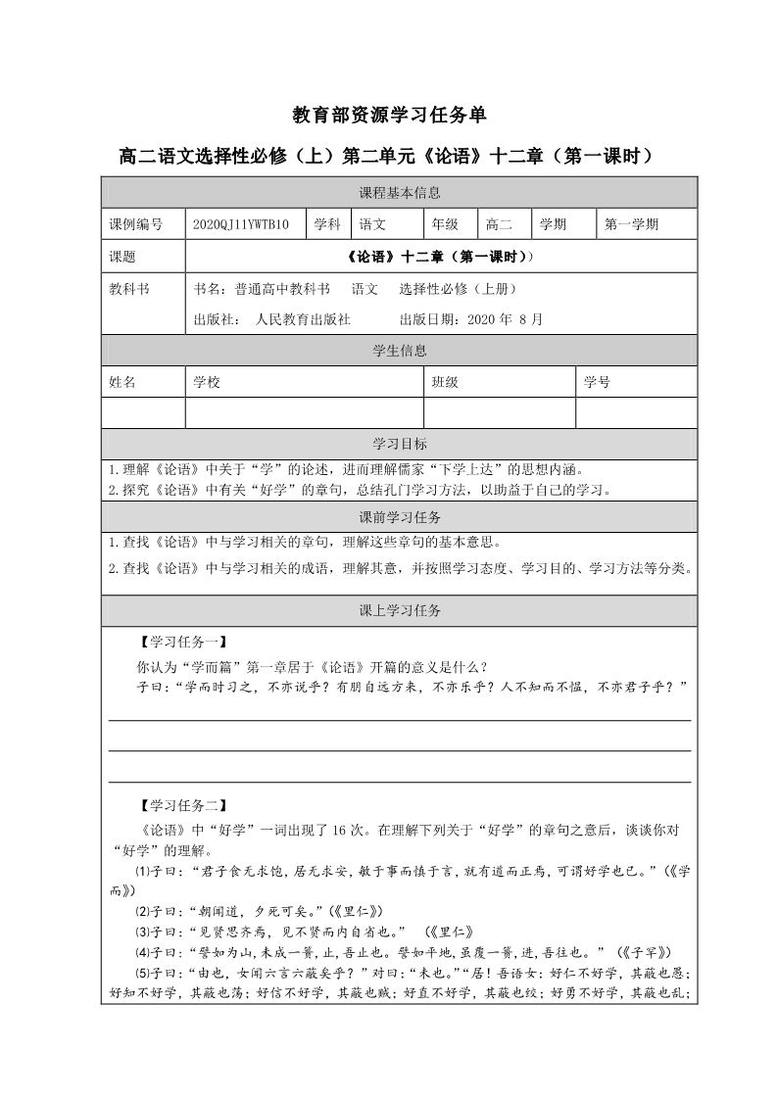 教育部资源学习任务单
高二语文选择性必修（上）第二单元《论语》十二章（第一课时）
课程基本信息
课例编号 2020QJ11YWTB10 学科 语文 年级 高二 学期 第一学期
课题 《论语》十二章（第一课时））
教科书 书名：普通高中教科书 语文 选择性必修（上册）
出版社： 人民教育出版社 出版日期：2020 年 8 月
学生信息
姓名 学校 班级 学号
学习目标
1.理解《论语》中关于“学”的论述，进而理解儒家“下学上达”的思想内涵。
2.探究《论语》中有关“好学”的章句，总结孔门学习方法，以助益于自己的学习。
课前学习任务
1.查找《论语》中与学习相关的章句，理解这些章句的基本意思。
2.查找《论语》中与学习相关的成语，理解其意，并按照学习态度、学习目的、学习方法等分类。
课上学习任务
【学习任务一】
你认为“学而篇”第一章居于《论语》开篇的意义是什么？
子曰：“学而时习之，不亦说乎？有朋自远方来，不亦乐乎？人不知而不愠，不亦君子乎？”
【学习任务二】
《论语》中“好学”一词出现了 16 次。在理解下列关于“好学”的章句之意后，谈谈你对
“好学”的理解。
⑴子曰：“君子食无求饱,居无求安,敏于事而慎于言,就有道而正焉,可谓好学也已。”(《学
而》)
⑵子曰：“朝闻道，夕死可矣。”(《里仁》)
⑶子曰：“见贤思齐焉，见不贤而内自省也。” （《里仁》
⑷子曰：“譬如为山,未成一篑,止,吾止也。譬如平地,虽覆一篑,进,吾往也。”（《子罕》)
⑸子曰：“由也，女闻六言六蔽矣乎？”对曰：“未也。”“居！吾语女：好仁不好学，其蔽也愚；
好知不好学，其蔽也荡；好信不好学，其蔽也贼；好直不好学，其蔽也绞；好勇不好学，其蔽也乱；